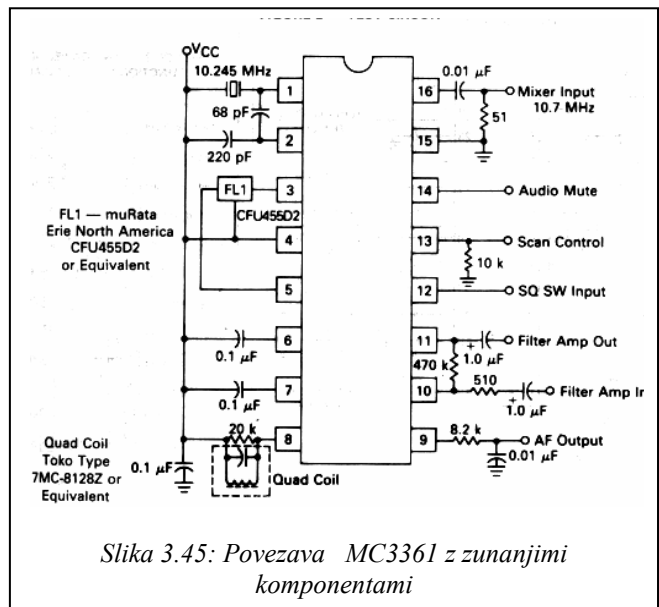 VCC
10.245 MHz
68 pF
220 pF
1
2
3
4
5
6
7
8
16
15
14
13
12
11
10
9
0.01 µF
Mixer Input
10.7 MHz
51
Audio Mute
FL1
CFU455D2
FL1 — muRata
Erie North America
CFU455D2
or Equivalent
Scan Control
10 k
SQ SW Input
0.1 µF
Filter Amp Out
+
1.0 µF
470 k
510
Filter Amp Ir
+
1.0 µF
0.1 µF
20 k
8.2 k
AF Output
0.01 µF
Quad Coil
Toko Type
7MC-8128Z or
Equivalent
0.1 µF
Quad Coil
Slika 3.45: Povezava MC3361 z zunanjimi
komponentami